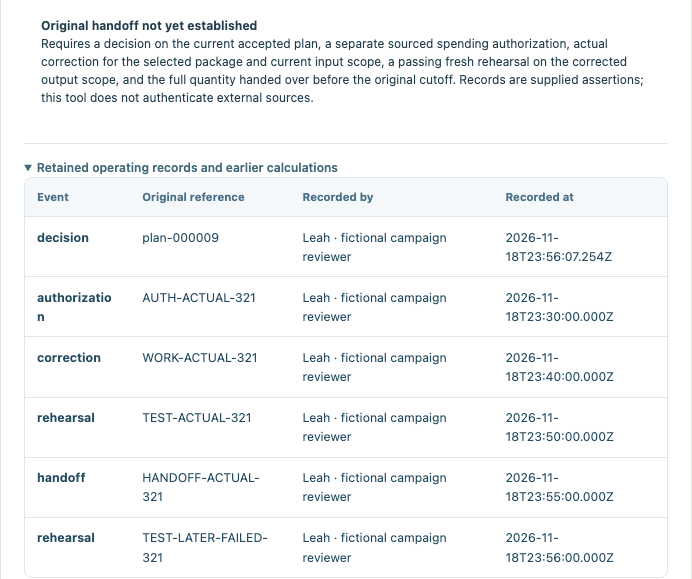 Original handoff not yet established
Requires a decision on the current accepted plan, a separate sourced spending authorization, actual
correction for the selected package and current input scope, a passing fresh rehearsal on the corrected
output scope, and the full quantity handed over before the original cutoff. Records are supplied assertions;
this tool does not authenticate external sources.
▼ Retained operating records and earlier calculations
Event Original reference Recorded by Recorded at
decision plan-000009 Leah · fictional campaign 2026-11-
reviewer 18T23:56:07.254Z
authorizatio AUTH-ACTUAL-321 Leah · fictional campaign 2026-11-
n reviewer 18T23:30:00.000Z
correction WORK-ACTUAL-321 Leah · fictional campaign 2026-11-
reviewer 18T23:40:00.000Z
rehearsal TEST-ACTUAL-321 Leah · fictional campaign 2026-11-
reviewer 18T23:50:00.000Z
handoff HANDOFF-ACTUAL- Leah · fictional campaign 2026-11-
321 reviewer 18T23:55:00.000Z
rehearsal TEST-LATER-FAILED- Leah · fictional campaign 2026-11-
321 reviewer 18T23:56:00.000Z